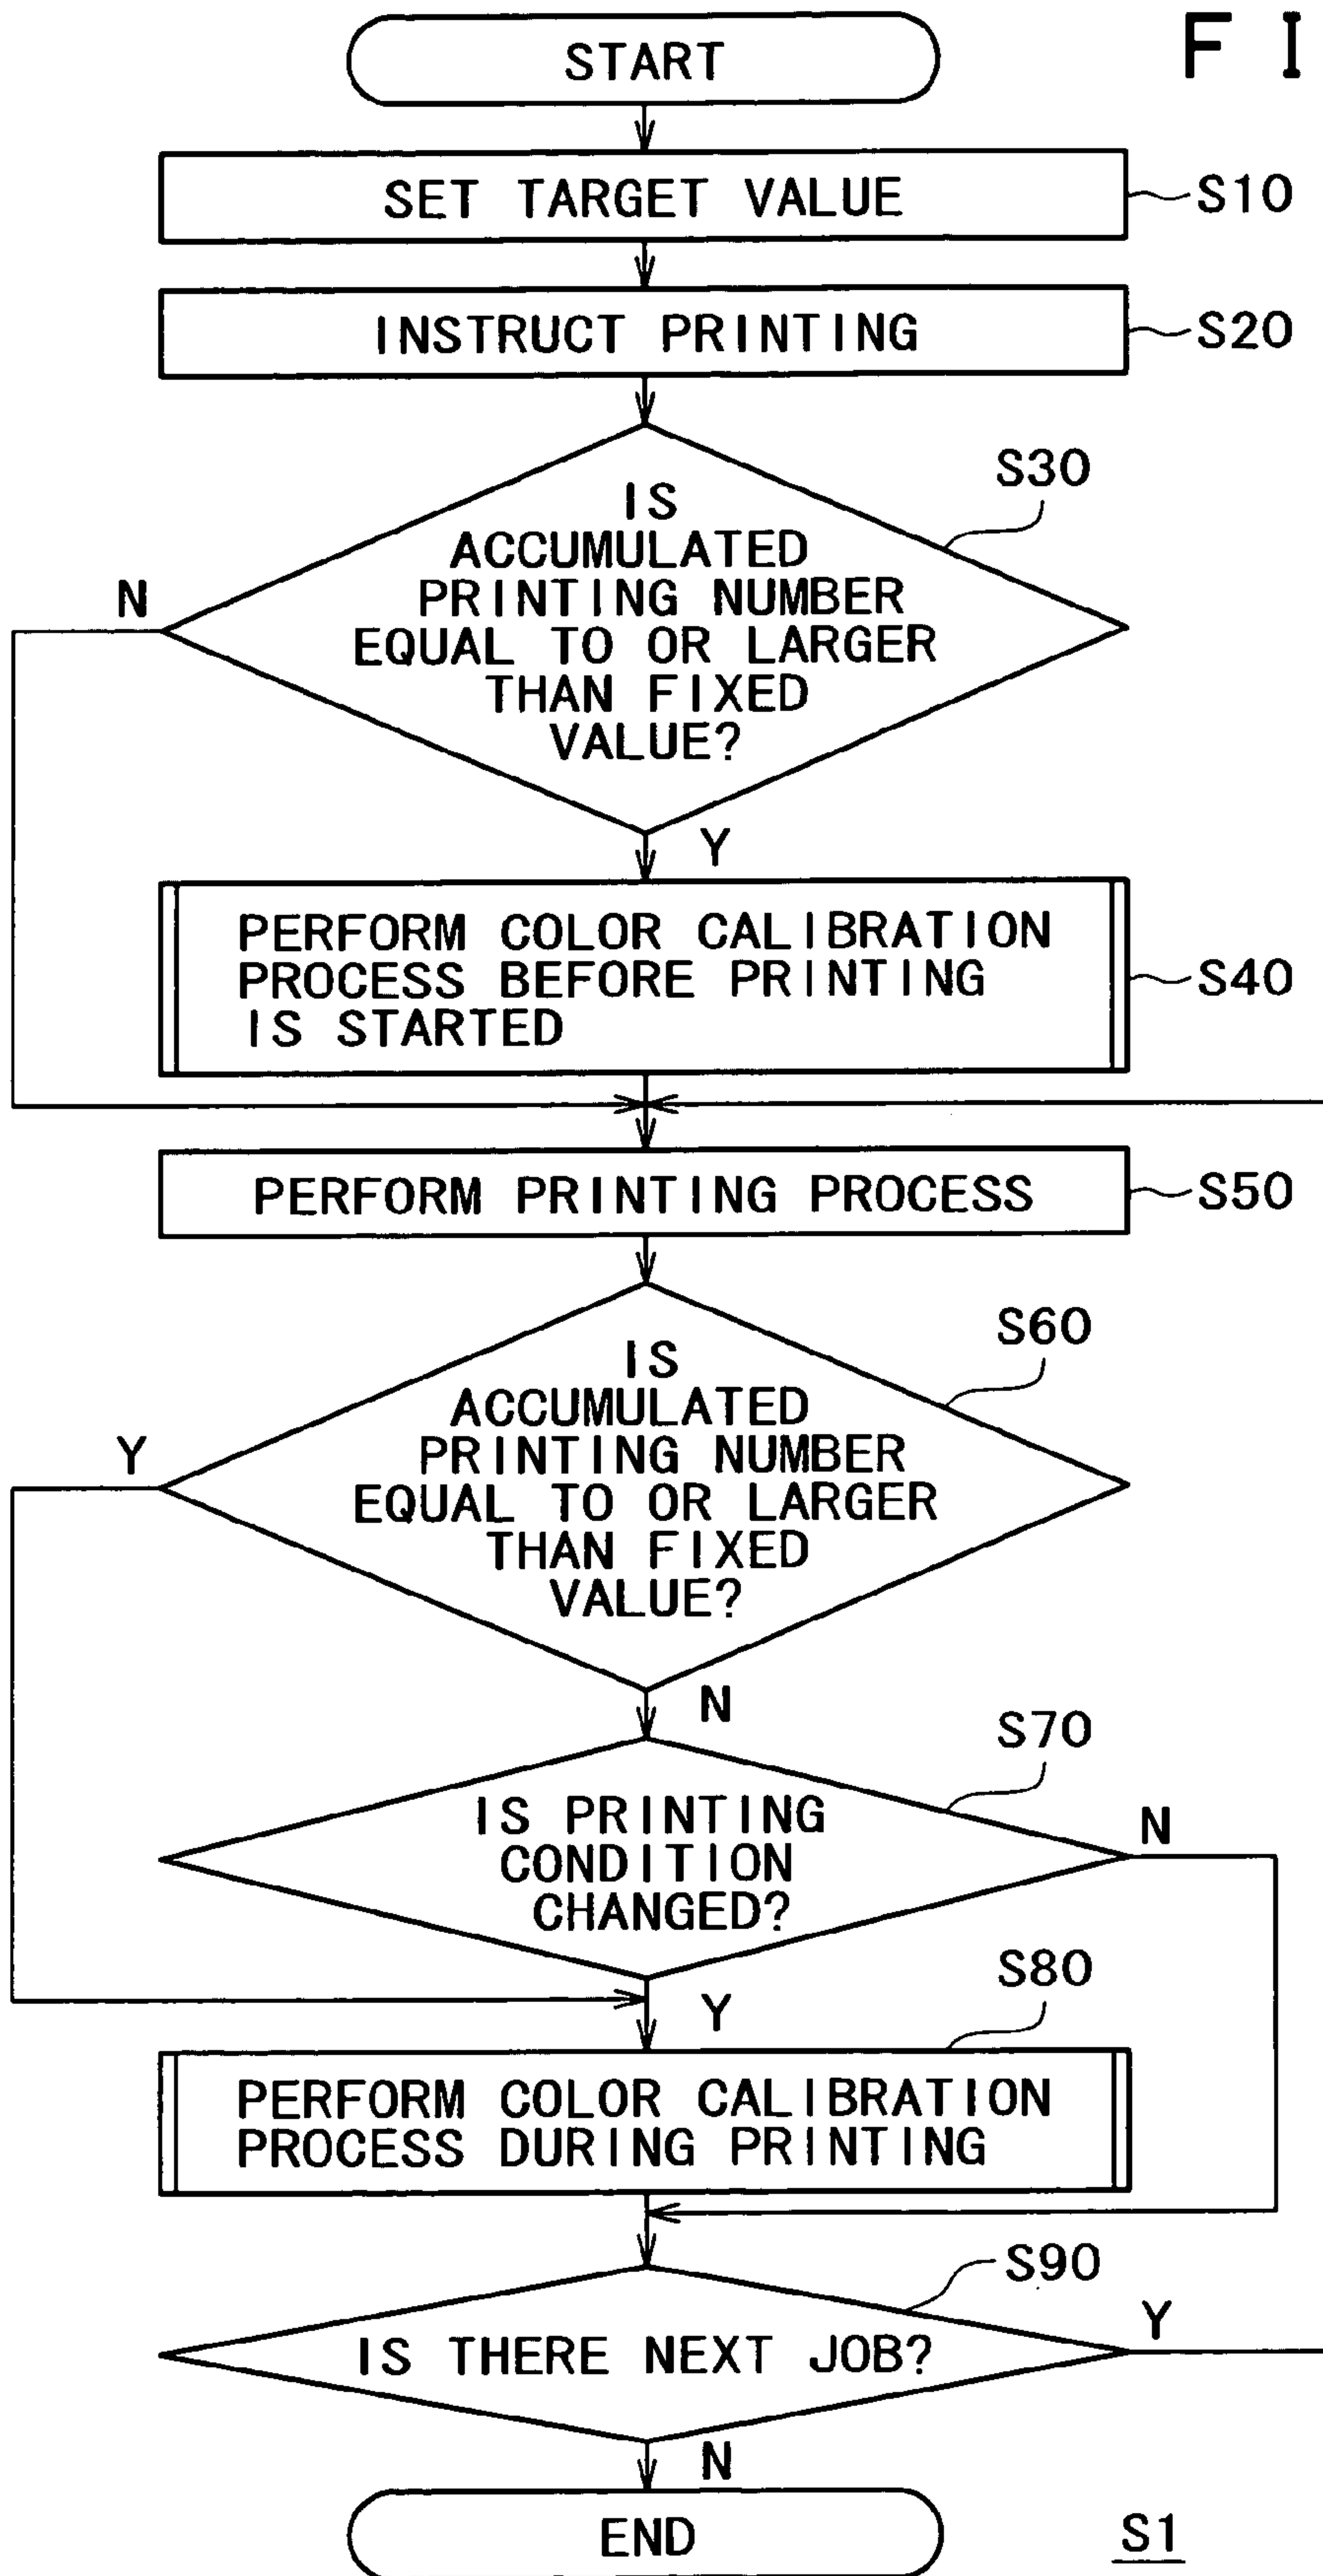 F I
START
SET TARGET VALUE
S10
INSTRUCT PRINTING
S20
S30
IS
ACCUMULATED
PRINTING NUMBER
EQUAL TO OR LARGER
THAN FIXED
VALUE?
N
Y
PERFORM COLOR CALIBRATION
PROCESS BEFORE PRINTING
IS STARTED
S40
PERFORM PRINTING PROCESS
S50
S60
IS
ACCUMULATED
PRINTING NUMBER
EQUAL TO OR LARGER
THAN FIXED
VALUE?
Y
N
S70
IS PRINTING
CONDITION
CHANGED?
N
Y
S80
PERFORM COLOR CALIBRATION
PROCESS DURING PRINTING
S90
IS THERE NEXT JOB?
Y
N
END
S1